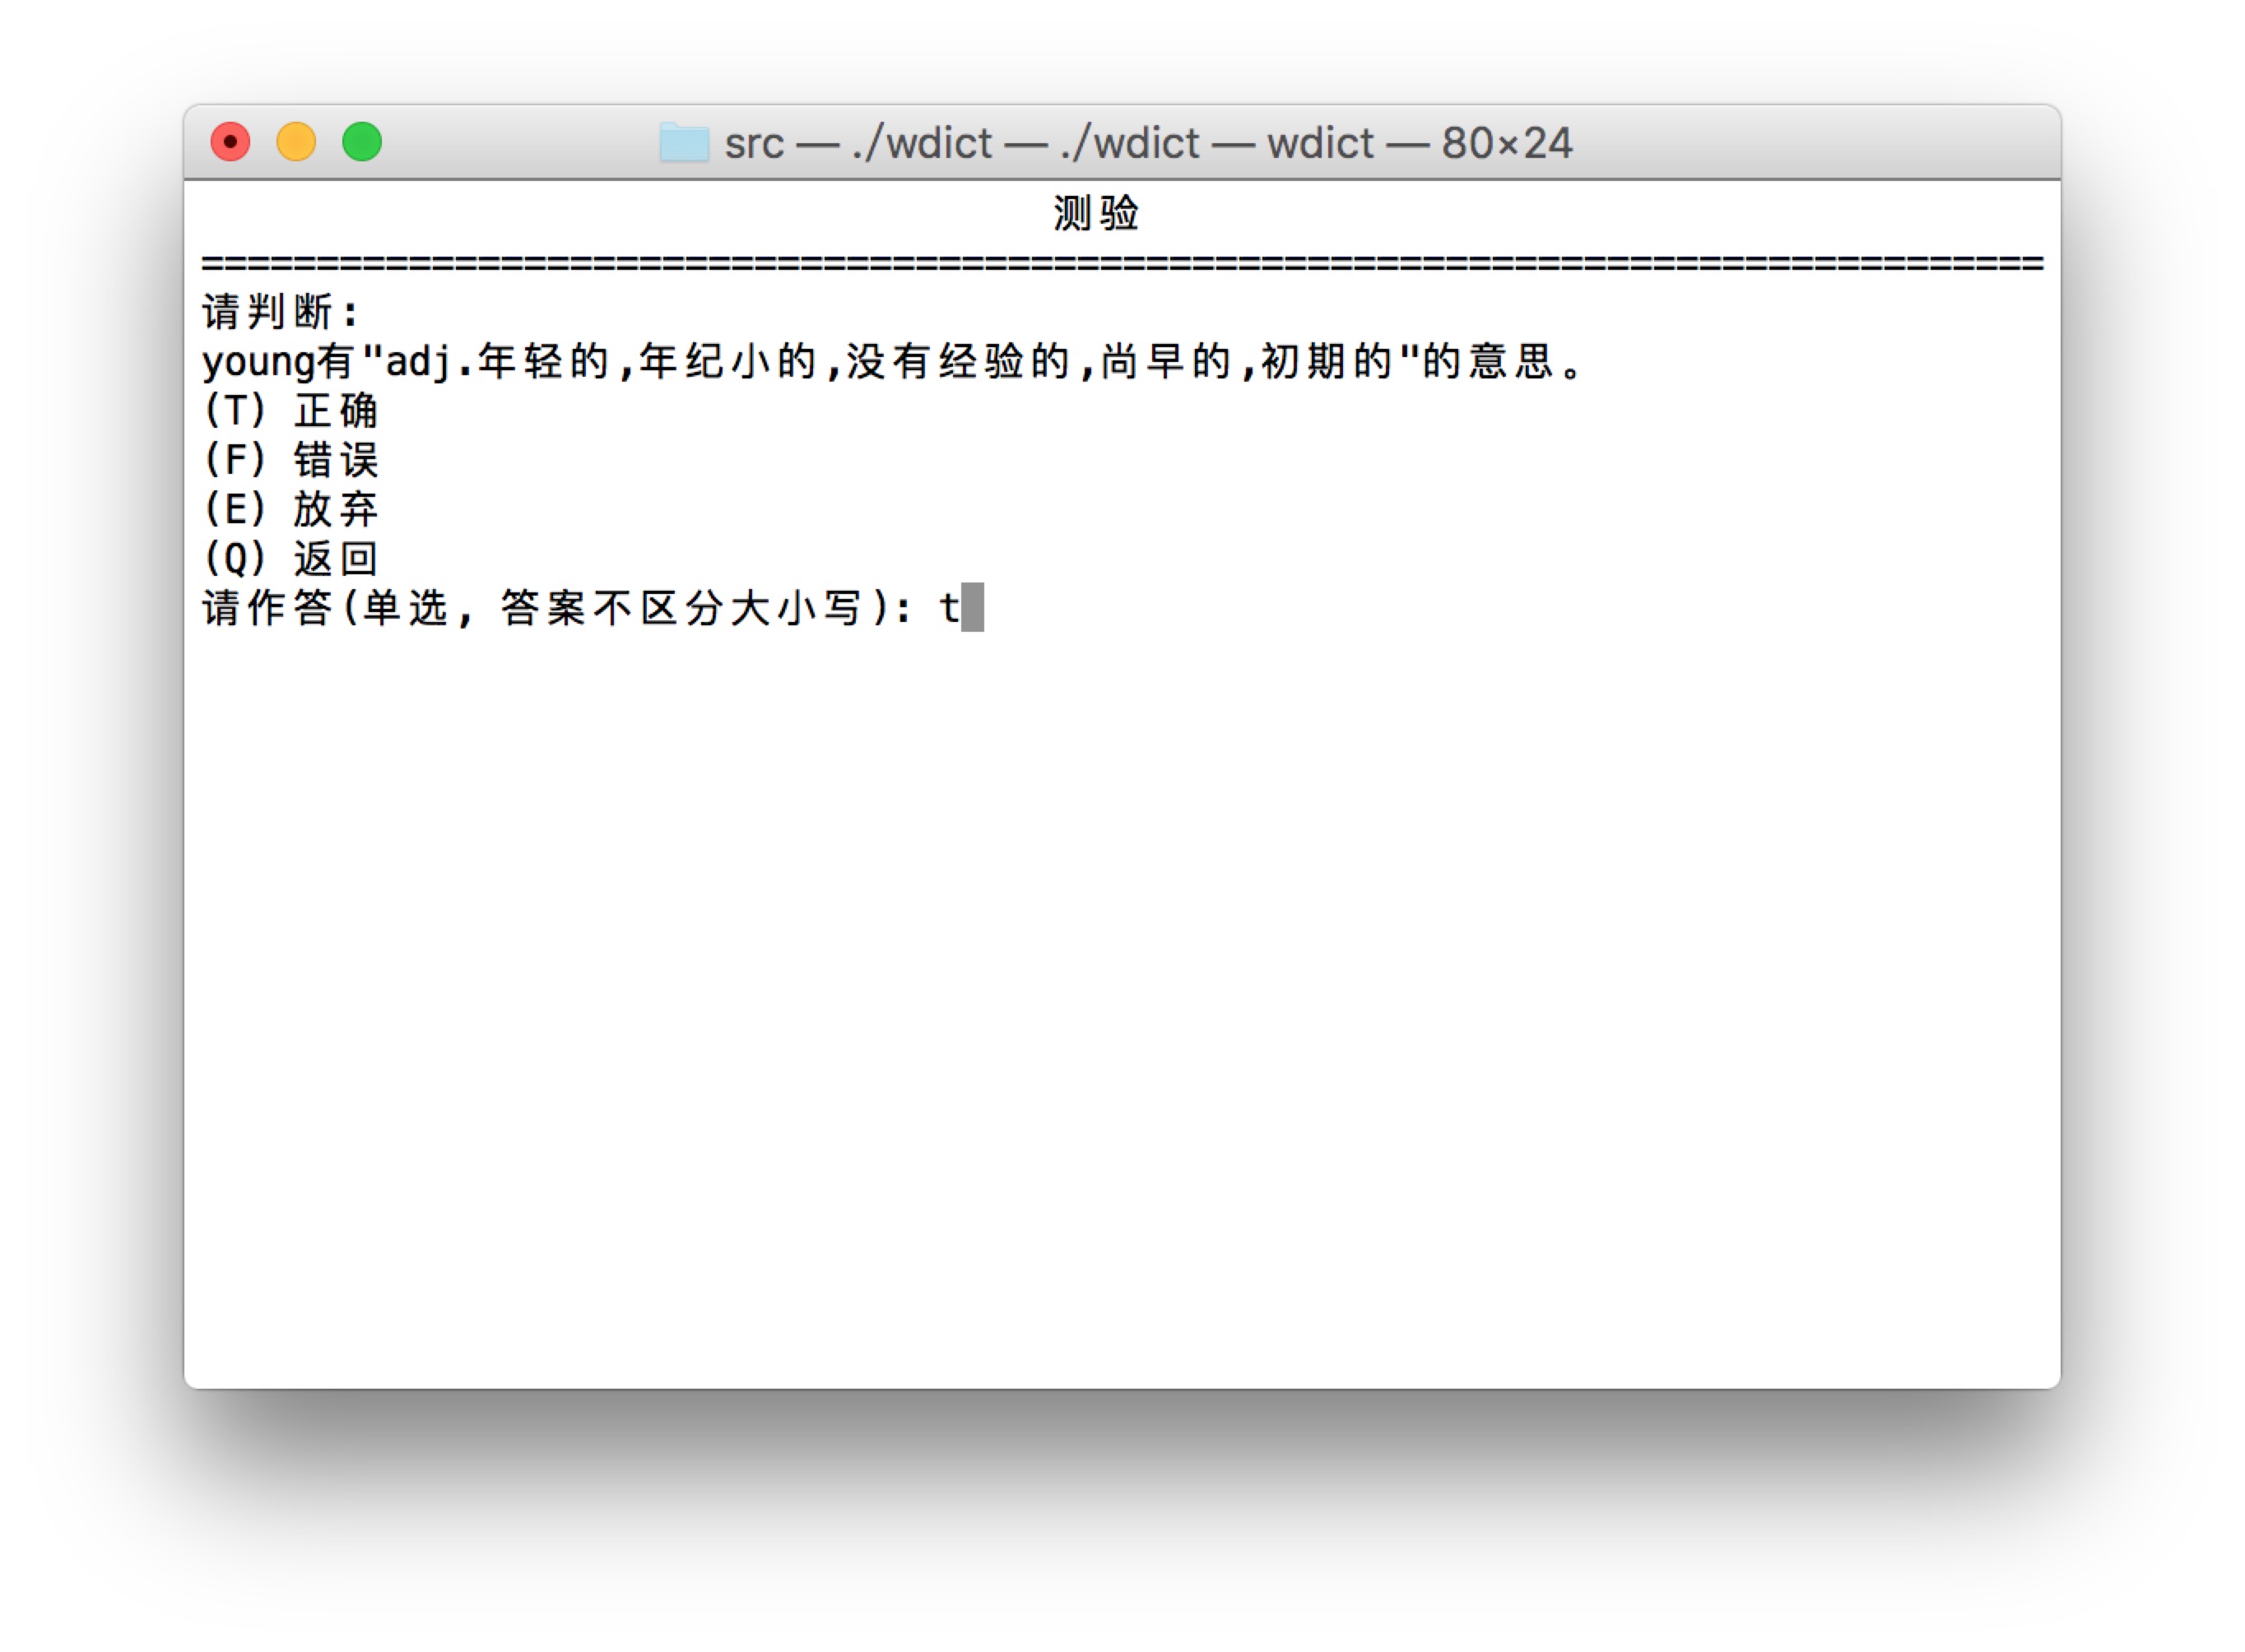 src — ./wdict — ./wdict — wdict — 80×24
测验
================================================================================
请判断:
young有"adj.年轻的,年纪小的,没有经验的,尚早的,初期的"的意思。
(T) 正确
(F) 错误
(E) 放弃
(Q) 返回
请作答(单选, 答案不区分大小写): t